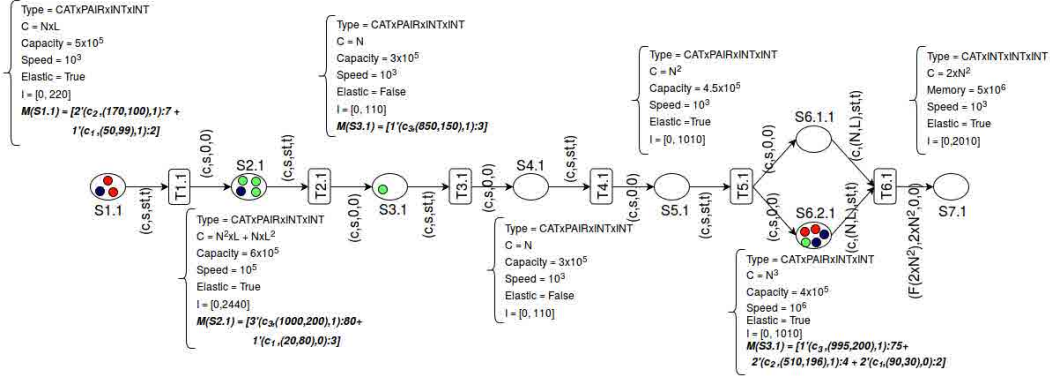 Type = CATxPAIRxINTxINT
C = NxL
Capacity = 5x10⁵
Speed = 10³
Elastic = True
I = [0, 220]
M(S1.1) = [2'(c₂,(170,100),1):7 +
1'(c₁,(50,99),1):2]
Type = CATxPAIRxINTxINT
C = N
Capacity = 3x10⁵
Speed = 10³
Elastic = False
I = [0, 110]
M(S3.1) = [1'(c₃,(850,150),1):3]
Type = CATxPAIRxINTxINT
C = N²
Capacity = 4.5x10⁵
Speed = 10³
Elastic =True
I = [0, 1010]
Type = CATxINTxINTxINT
C = 2xN²
Memory = 5x10⁶
Speed = 10³
Elastic = True
I = [0,2010]
S1.1
(c,s,st,t)
T1.1
(c,s,0,0)
S2.1
(c,s,st,t)
T2.1
(c,s,0,0)
S3.1
(c,s,st,t)
T3.1
(c,s,0,0)
S4.1
(c,s,st,t)
T4.1
(c,s,0,0)
S5.1
(c,s,st,t)
T5.1
(c,s,0,0)
S6.1.1
(c,(N,L),st,t)
(c,s,0,0)
S6.2.1
(c,(N,L),st,t)
T6.1
(F(2xN²),2xN²,0,0)
S7.1
Type = CATxPAIRxINTxINT
C = N²xL + NxL²
Capacity = 6x10⁵
Speed = 10⁵
Elastic = True
I = [0,2440]
M(S2.1) = [3'(c₃,(1000,200),1):80+
1'(c₁,(20,80),0):3]
Type = CATxPAIRxINTxINT
C = N
Capacity = 3x10⁵
Speed = 10³
Elastic = False
I = [0, 110]
Type = CATxPAIRxINTxINT
C = N³
Capacity = 4x10⁵
Speed = 10⁶
Elastic = True
I = [0, 1010]
M(S3.1) = [1'(c₃,(995,200),1):75+
2'(c₂,(510,196),1):4 + 2'(c₁,(90,30),0):2]